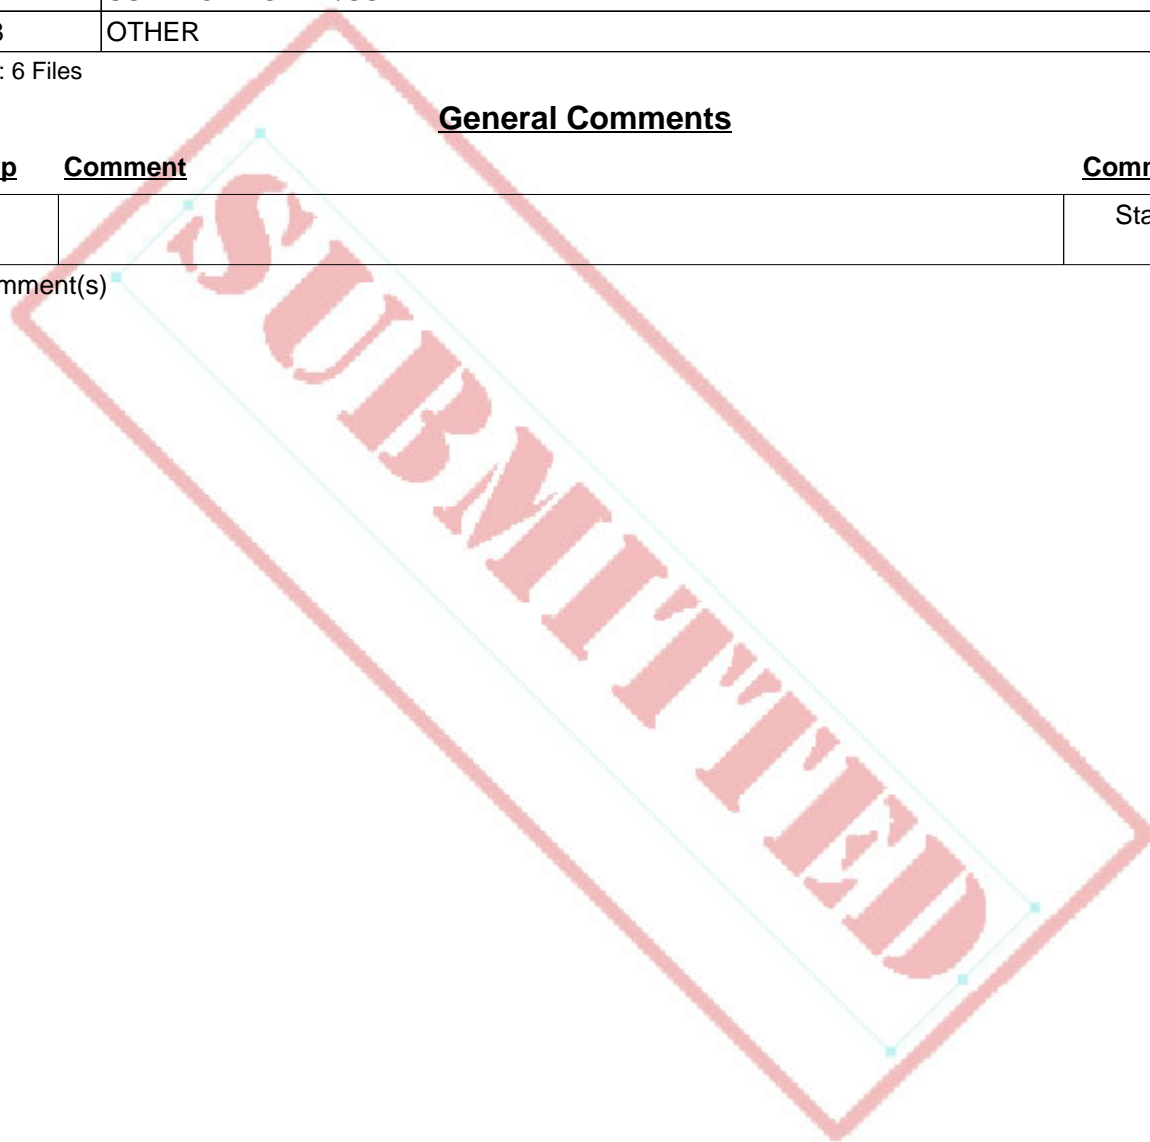 OTHER
: 6 Files
General Comments
Comment
mment(s)
SUBMITTED